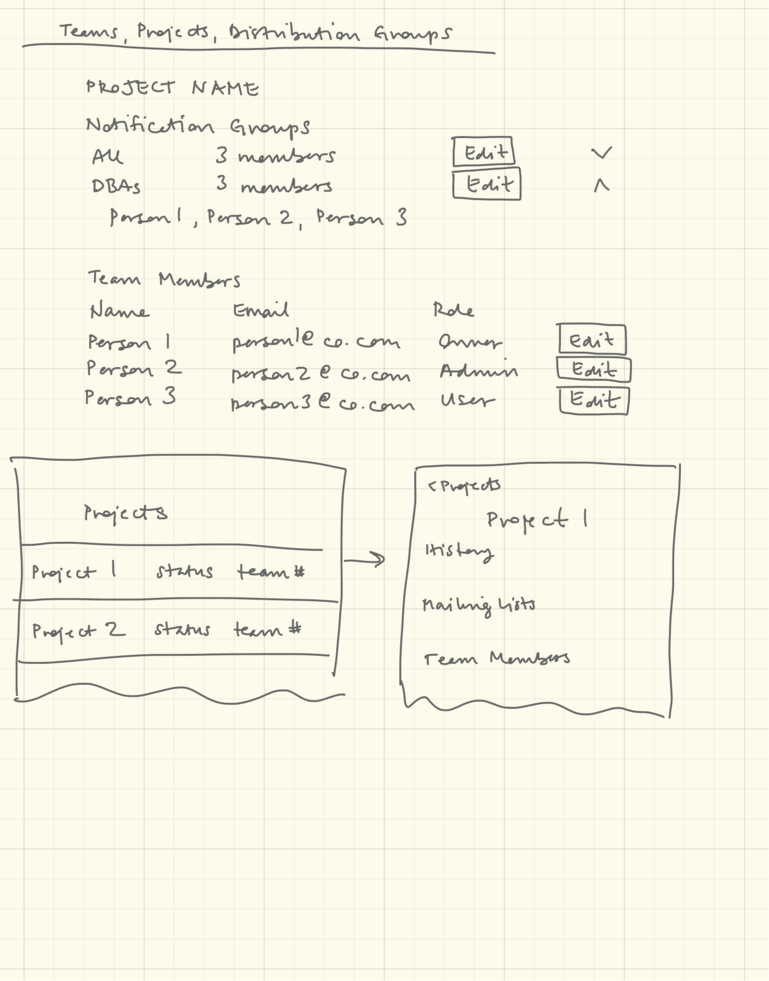 Teams, Projects, Distribution Groups
PROJECT NAME
Notification Groups
All 3 members Edit
DBAs 3 members Edit
Person 1, Person 2, Person 3
Team Members
Name Email Role
Person 1 person1@co.com Owner Edit
Person 2 person2@co.com Admin Edit
Person 3 person3@co.com User Edit
Projects
Project 1 status team#
Project 2 status team#
<Projects
Project 1
History
Mailing Lists
Team Members